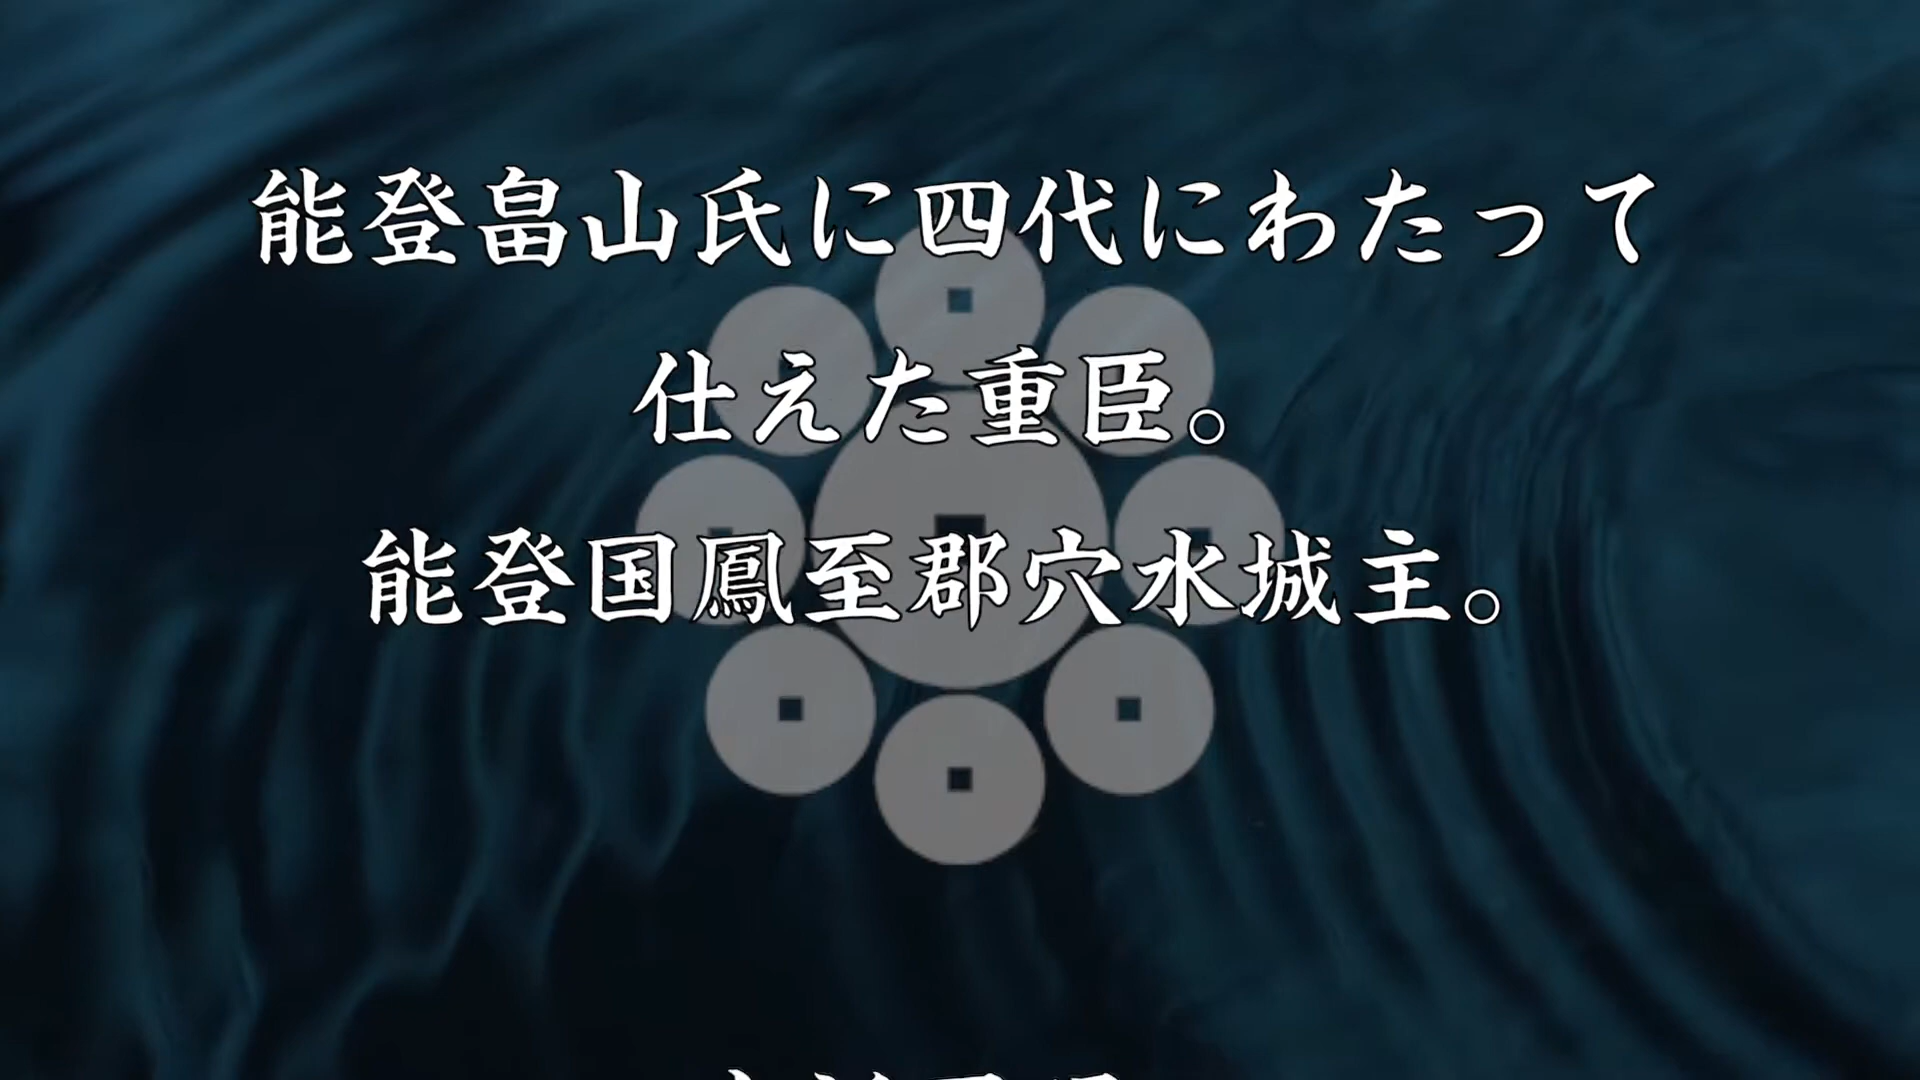 能登畠山氏に四代にわたって
仕えた重臣。
能登国鳳至郡穴水城主。